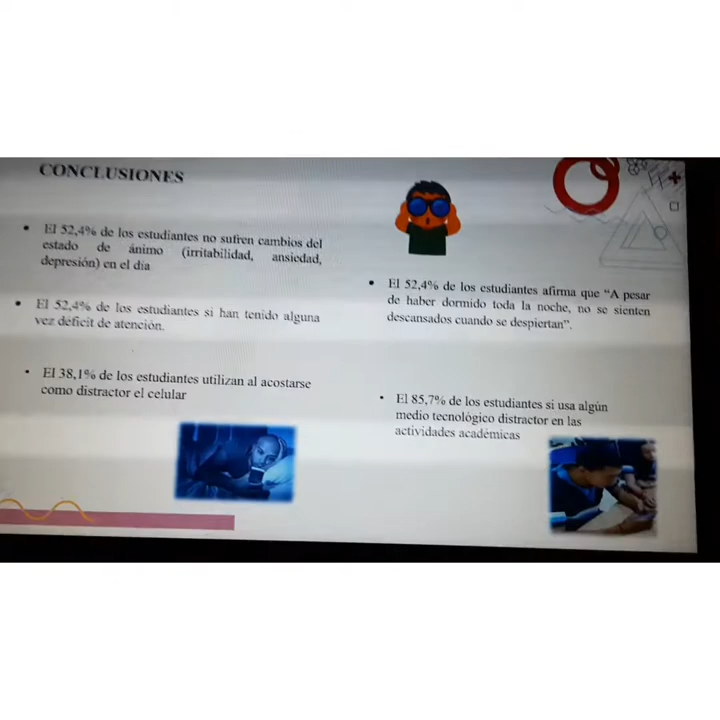 CONCLUSIONES
• El 52,4% de los estudiantes no sufren cambios del
estado de ánimo (irritabilidad, ansiedad,
depresión) en el día
• El 52,4% de los estudiantes si han tenido alguna
vez déficit de atención.
• El 38,1% de los estudiantes utilizan al acostarse
como distractor el celular
• El 52,4% de los estudiantes afirma que “A pesar
de haber dormido toda la noche, no se sienten
descansados cuando se despiertan”.
• El 85,7% de los estudiantes si usa algún
medio tecnológico distractor en las
actividades académicas